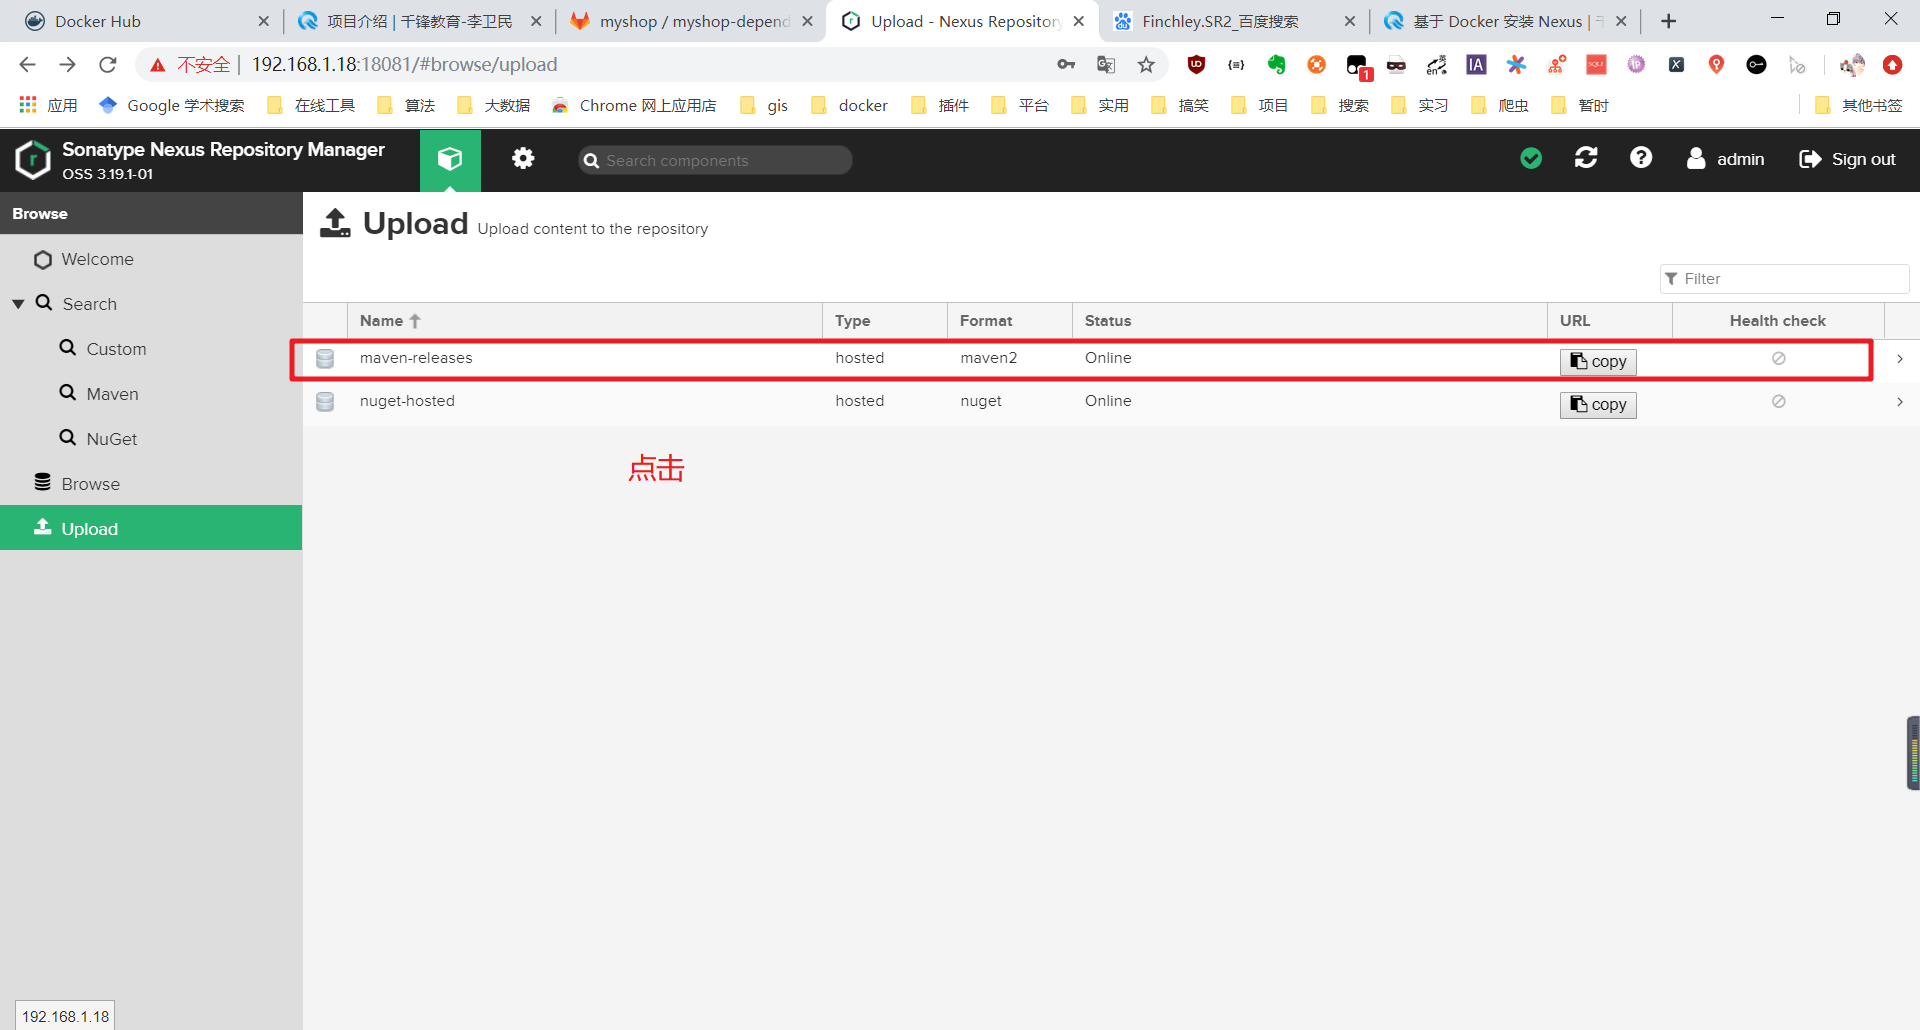 Docker Hub
项目介绍 | 千锋教育-李卫民
myshop / myshop-depend
Upload - Nexus Repository
Finchley.SR2_百度搜索
基于 Docker 安装 Nexus | 千
不安全 | 192.168.1.18:18081/#browse/upload
应用
Google 学术搜索
在线工具
算法
大数据
Chrome 网上应用店
gis
docker
插件
平台
实用
搞笑
项目
搜索
实习
爬虫
暂时
其他书签
Sonatype Nexus Repository Manager
OSS 3.19.1-01
Search components
admin
Sign out
Browse
Welcome
Search
Custom
Maven
NuGet
Browse
Upload
Upload Upload content to the repository
Filter
Name Type Format Status URL Health check
maven-releases hosted maven2 Online copy
nuget-hosted hosted nuget Online copy
点击
192.168.1.18